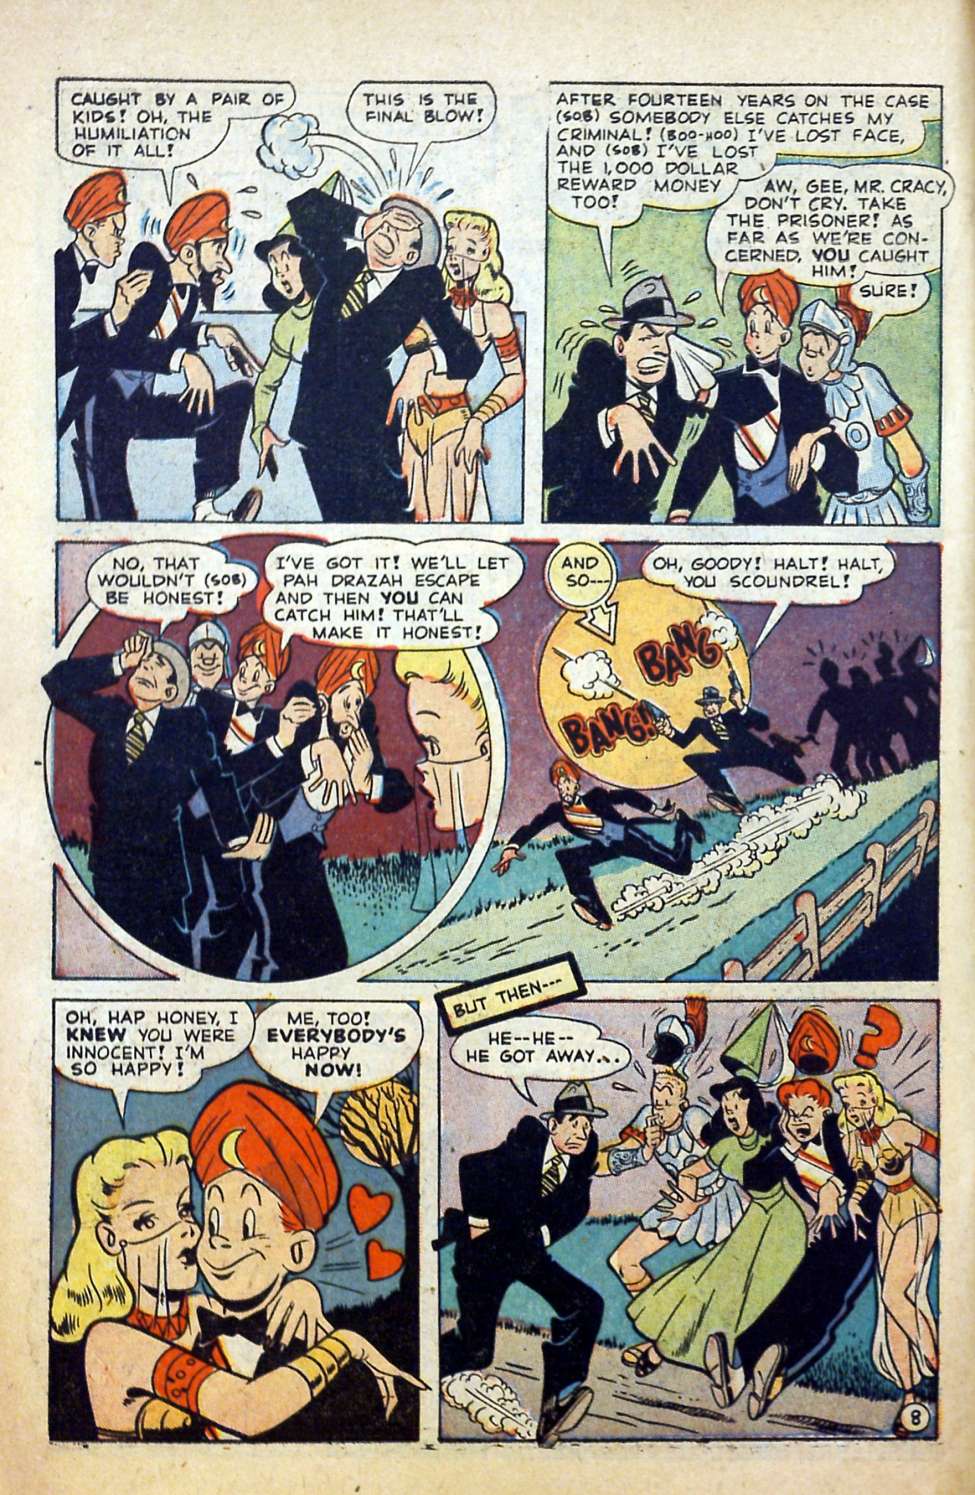 CAUGHT BY A PAIR OF
KIDS! OH, THE
HUMILIATION
OF IT ALL!
THIS IS THE
FINAL BLOW!
AFTER FOURTEEN YEARS ON THE CASE
(SOB) SOMEBODY ELSE CATCHES MY
CRIMINAL! (BOO-HOO) I'VE LOST FACE,
AND (SOB) I'VE LOST
THE 1,000 DOLLAR
REWARD MONEY
TOO!
AW, GEE, MR. CRACY,
DON'T CRY. TAKE
THE PRISONER! AS
FAR AS WE'RE CON-
CERNED, YOU CAUGHT
HIM!
SURE!
NO, THAT
WOULDN'T (SOB)
BE HONEST!
I'VE GOT IT! WE'LL LET
PAH DRAZAH ESCAPE
AND THEN YOU CAN
CATCH HIM! THAT'LL
MAKE IT HONEST!
AND
SO---
OH, GOODY! HALT! HALT,
YOU SCOUNDREL!
BANG
BANG!
OH, HAP HONEY, I
KNEW YOU WERE
INNOCENT! I'M
SO HAPPY!
ME, TOO!
EVERYBODY'S
HAPPY
NOW!
BUT THEN---
HE--HE--
HE GOT AWAY...
?
8